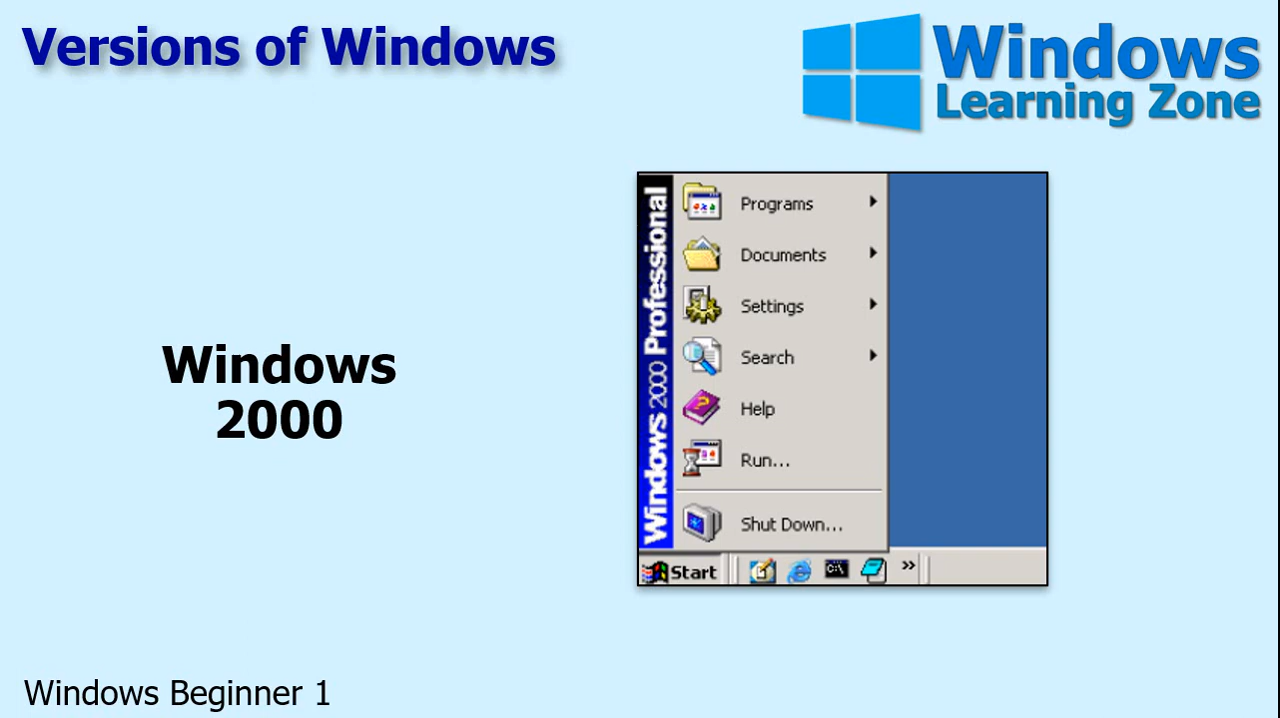 Versions of Windows
Windows
Learning Zone
Windows
2000
Windows 2000 Professional
Programs
Documents
Settings
Search
Help
Run...
Shut Down...
Start
C:\
»
Windows Beginner 1